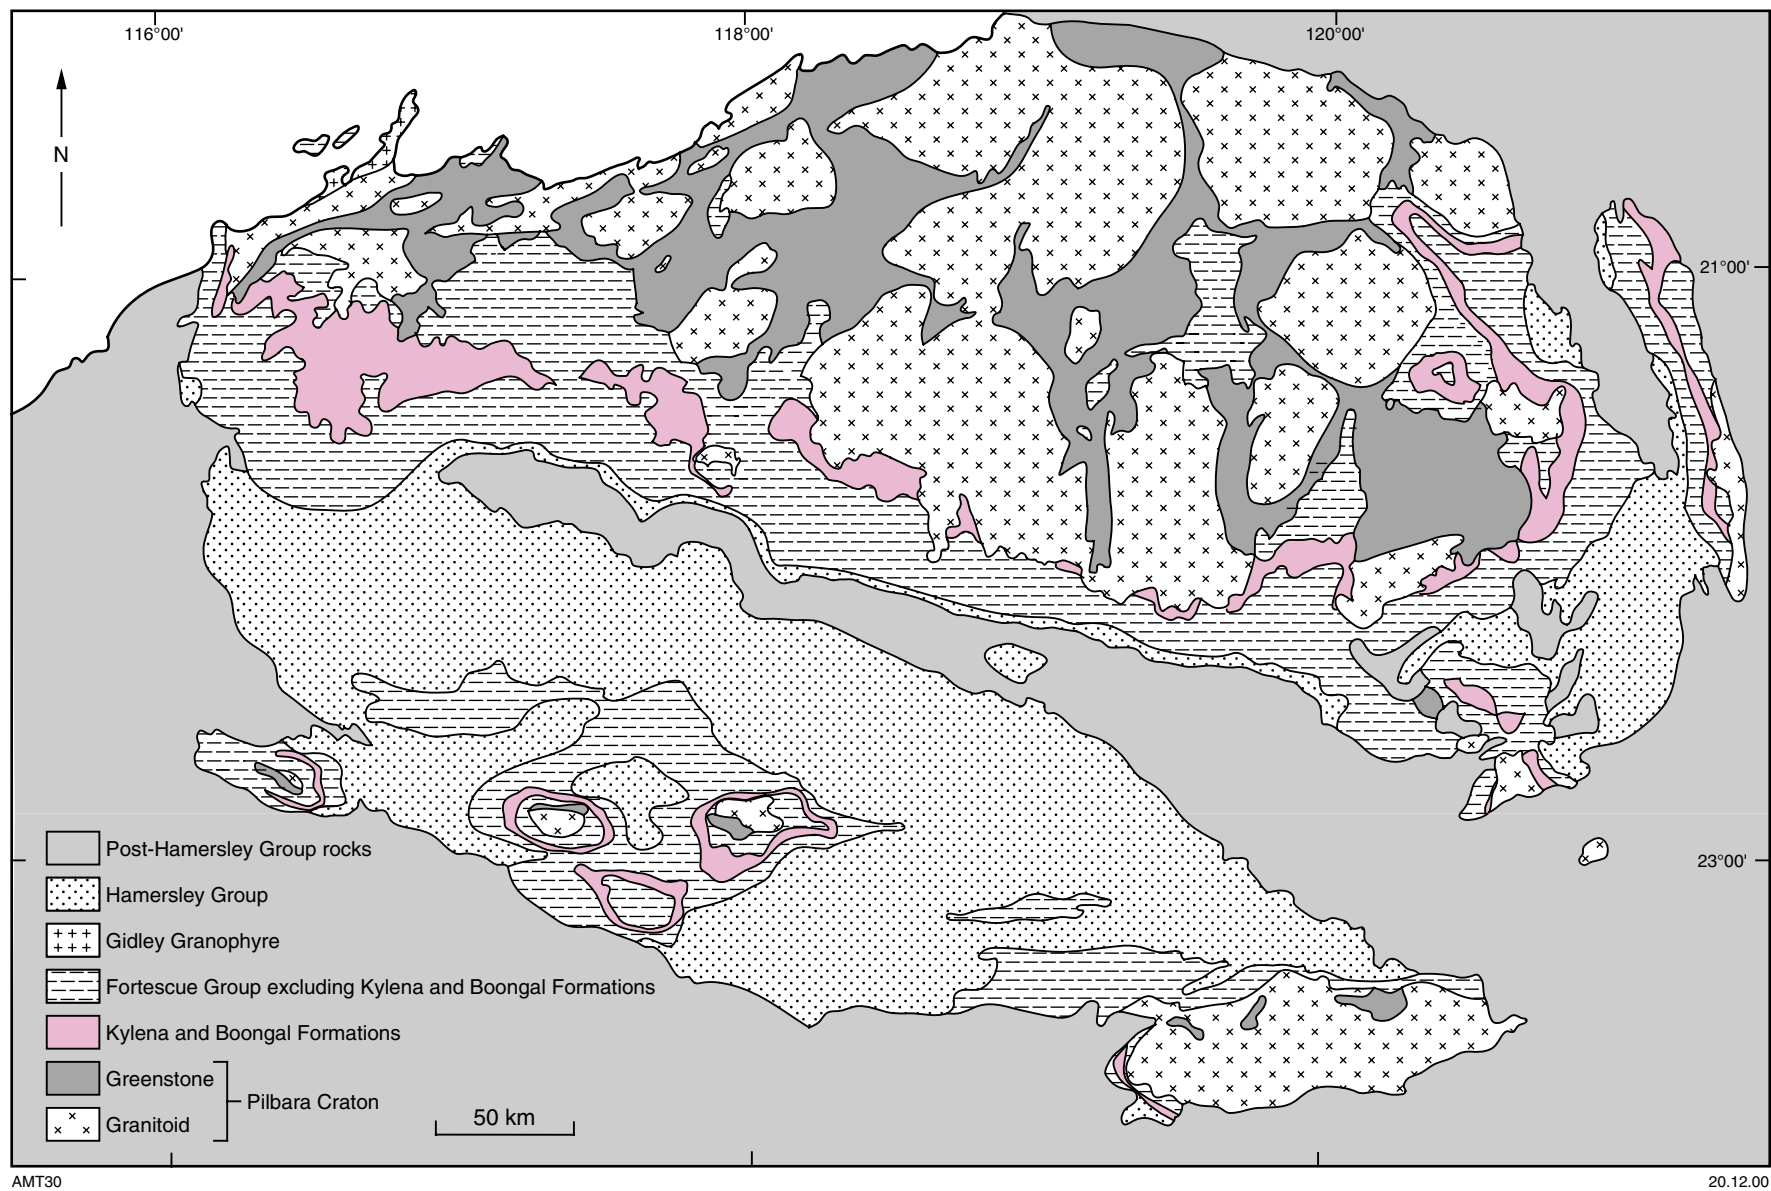 116°00'
118°00'
120°00'
N
21°00'
23°00'
Post-Hamersley Group rocks
Hamersley Group
Gidley Granophyre
Fortescue Group excluding Kylena and Boongal Formations
Kylena and Boongal Formations
Greenstone
Pilbara Craton
Granitoid
50 km
AMT30
20.12.00